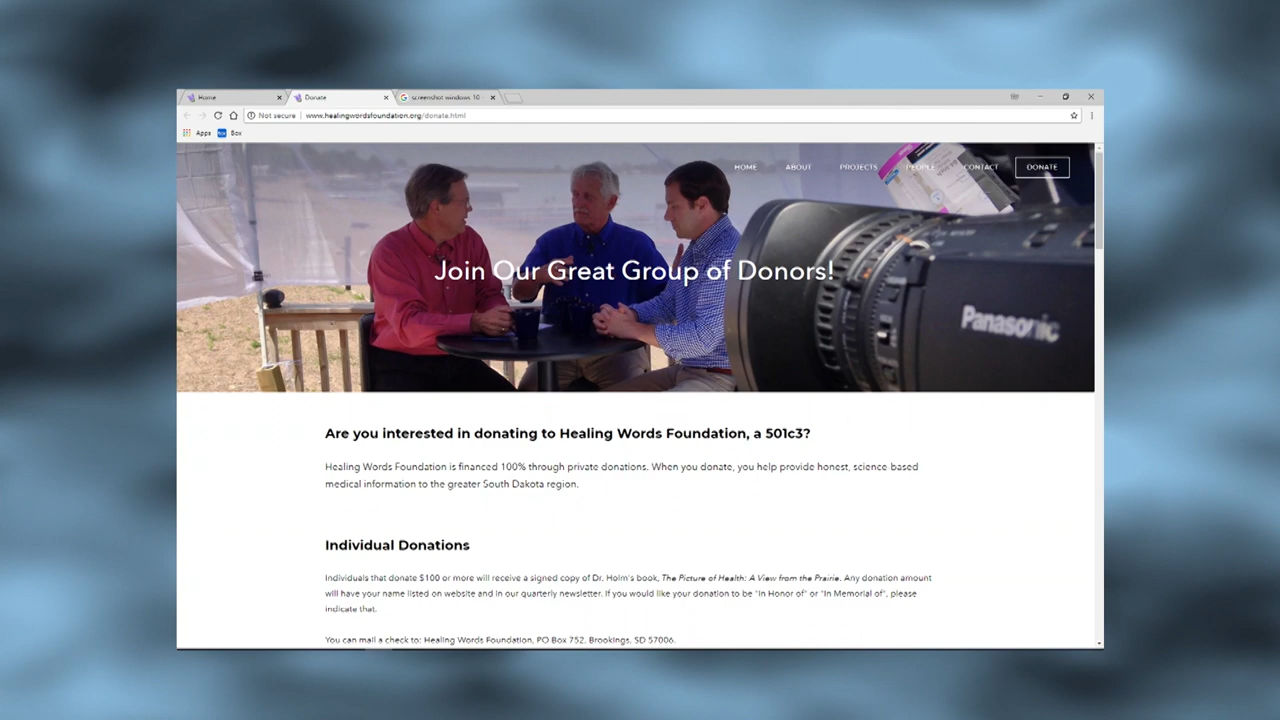 Home
Donate
screenshot windows 10
Not secure
www.healingwordsfoundation.org/donate.html
Apps
Box
HOME
ABOUT
PROJECTS
PEOPLE
CONTACT
DONATE
Join Our Great Group of Donors!
Panasonic
Are you interested in donating to Healing Words Foundation, a 501c3?
Healing Words Foundation is financed 100% through private donations. When you donate, you help provide honest, science-based
medical information to the greater South Dakota region.
Individual Donations
Individuals that donate $100 or more will receive a signed copy of Dr. Holm's book, The Picture of Health: A View from the Prairie. Any donation amount
will have your name listed on website and in our quarterly newsletter. If you would like your donation to be "In Honor of" or "In Memorial of", please
indicate that.
You can mail a check to: Healing Words Foundation, PO Box 752, Brookings, SD 57006.